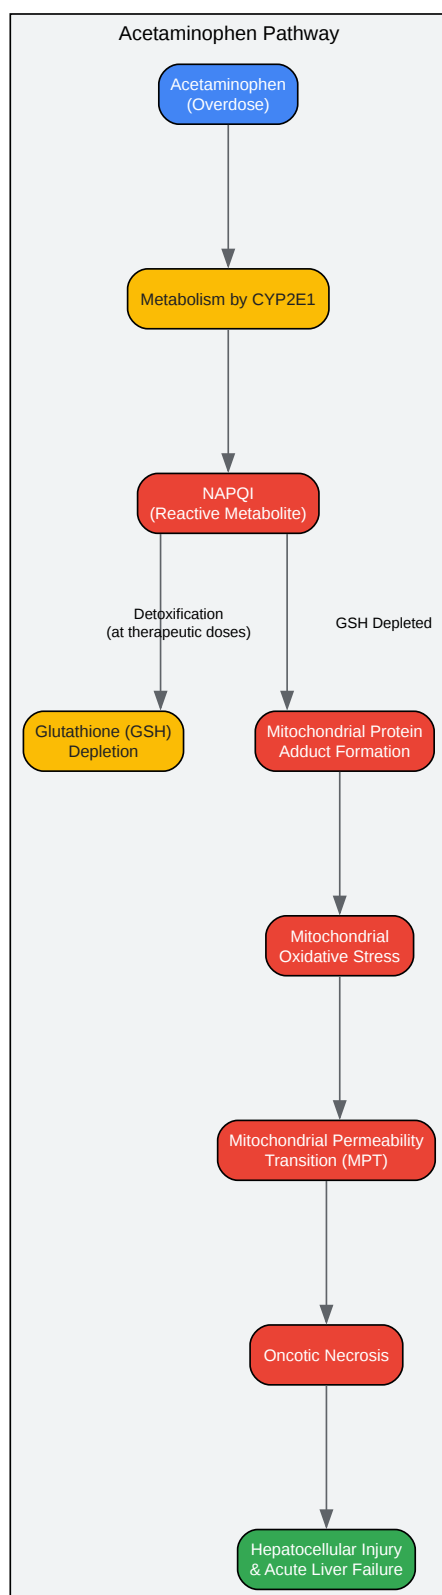 Acetaminophen Pathway
Acetaminophen
(Overdose)
Metabolism by CYP2E1
NAPQI
(Reactive Metabolite)
Detoxification
(at therapeutic doses)
GSH Depleted
Glutathione (GSH)
Depletion
Mitochondrial Protein
Adduct Formation
Mitochondrial
Oxidative Stress
Mitochondrial Permeability
Transition (MPT)
Oncotic Necrosis
Hepatocellular Injury
& Acute Liver Failure